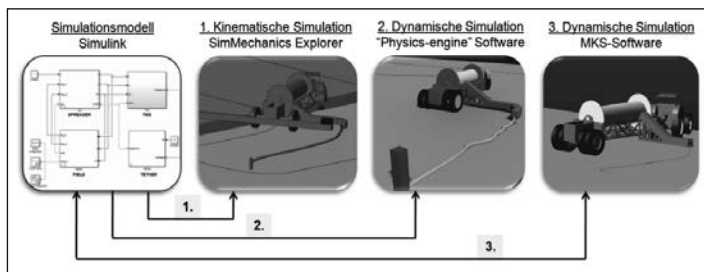 Simulationsmodell
Simulink
1. Kinematische Simulation
SimMechanics Explorer
2. Dynamische Simulation
"Physics-engine" Software
3. Dynamische Simulation
MKS-Software
SPREADER
FIELD
TETHER
1.
2.
3.